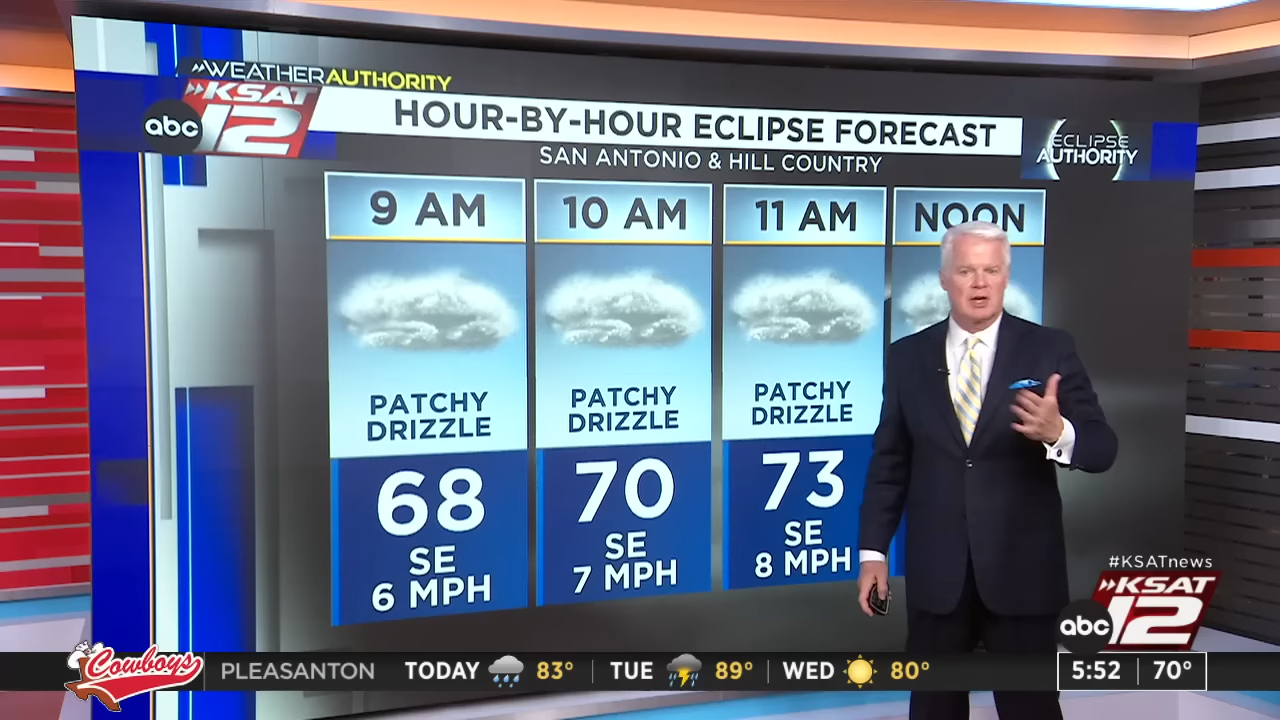 WEATHER AUTHORITY
KSAT
abc 12
HOUR-BY-HOUR ECLIPSE FORECAST
SAN ANTONIO & HILL COUNTRY
ECLIPSE
AUTHORITY
9 AM
PATCHY
DRIZZLE
68
SE
6 MPH
10 AM
PATCHY
DRIZZLE
70
SE
7 MPH
11 AM
PATCHY
DRIZZLE
73
SE
8 MPH
NOON
#KSATnews
KSAT
abc 12
Cowboys
PLEASANTON TODAY 83° TUE 89° WED 80°
5:52 70°